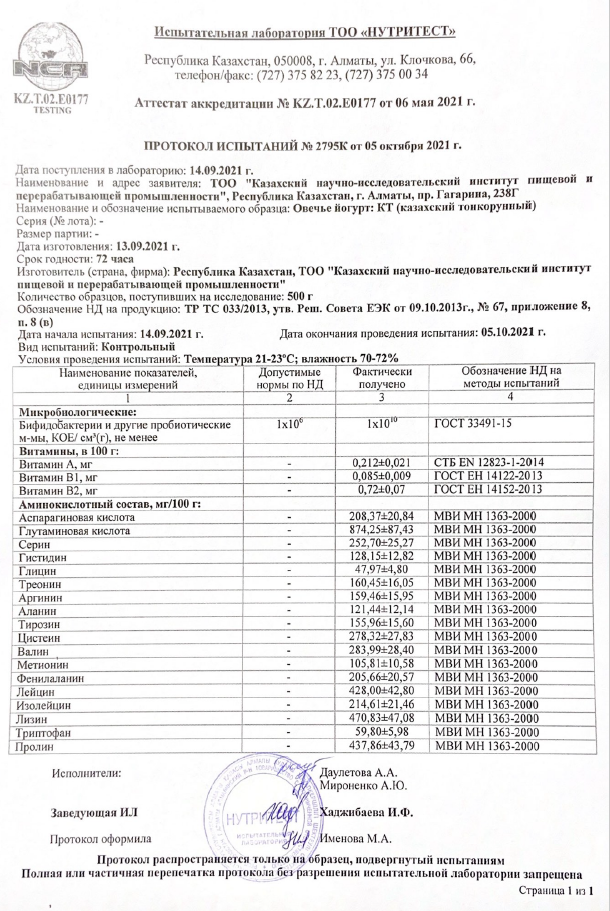 Испытательная лаборатория ТОО «НУТРИТЕСТ»
NCA
Республика Казахстан, 050008, г. Алматы, ул. Клочкова, 66,
телефон/факс: (727) 375 82 23, (727) 375 00 34
KZ.T.02.E0177
TESTING
Аттестат аккредитации № KZ.T.02.E0177 от 06 мая 2021 г.
ПРОТОКОЛ ИСПЫТАНИЙ № 2795К от 05 октября 2021 г.
Дата поступления в лабораторию: 14.09.2021 г.
Наименование и адрес заявителя: ТОО "Казахский научно-исследовательский институт пищевой и
перерабатывающей промышленности", Республика Казахстан, г. Алматы, пр. Гагарина, 238Г
Наименование и обозначение испытываемого образца: Овечье йогурт: КТ (казахский тонкорунный)
Серия (№ лота): -
Размер партии: -
Дата изготовления: 13.09.2021 г.
Срок годности: 72 часа
Изготовитель (страна, фирма): Республика Казахстан, ТОО "Казахский научно-исследовательский институт
пищевой и перерабатывающей промышленности"
Количество образцов, поступивших на исследование: 500 г
Обозначение НД на продукцию: ТР ТС 033/2013, утв. Реш. Совета ЕЭК от 09.10.2013г., № 67, приложение 8,
п. 8 (в)
Дата начала испытания: 14.09.2021 г. Дата окончания проведения испытания: 05.10.2021 г.
Вид испытаний: Контрольный
Условия проведения испытаний: Температура 21-23°С; влажность 70-72%
Наименование показателей, Допустимые Фактически Обозначение НД на
единицы измерений нормы по НД получено методы испытаний
1 2 3 4
Микробиологические:
Бифидобактерии и другие пробиотические 1х10⁶ 1х10¹⁰ ГОСТ 33491-15
м-мы, КОЕ/ см³(г), не менее
Витамины, в 100 г:
Витамин А, мг - 0,212±0,021 СТБ EN 12823-1-2014
Витамин В1, мг - 0,085±0,009 ГОСТ ЕН 14122-2013
Витамин В2, мг - 0,72±0,07 ГОСТ ЕН 14152-2013
Аминокислотный состав, мг/100 г:
Аспарагиновая кислота - 208,37±20,84 МВИ МН 1363-2000
Глутаминовая кислота - 874,25±87,43 МВИ МН 1363-2000
Серин - 252,70±25,27 МВИ МН 1363-2000
Гистидин - 128,15±12,82 МВИ МН 1363-2000
Глицин - 47,97±4,80 МВИ МН 1363-2000
Треонин - 160,45±16,05 МВИ МН 1363-2000
Аргинин - 159,46±15,95 МВИ МН 1363-2000
Аланин - 121,44±12,14 МВИ МН 1363-2000
Тирозин - 155,96±15,60 МВИ МН 1363-2000
Цистеин - 278,32±27,83 МВИ МН 1363-2000
Валин - 283,99±28,40 МВИ МН 1363-2000
Метионин - 105,81±10,58 МВИ МН 1363-2000
Фенилаланин - 205,66±20,57 МВИ МН 1363-2000
Лейцин - 428,00±42,80 МВИ МН 1363-2000
Изолейцин - 214,61±21,46 МВИ МН 1363-2000
Лизин - 470,83±47,08 МВИ МН 1363-2000
Триптофан - 59,80±5,98 МВИ МН 1363-2000
Пролин - 437,86±43,79 МВИ МН 1363-2000
Исполнители: Даулетова А.А.
Мироненко А.Ю.
Заведующая ИЛ Хаджибаева И.Ф.
НУТРИТЕСТ
ИСПЫТАТЕЛЬНАЯ
ЛАБОРАТОРИЯ
Протокол оформила Именова М.А.
Протокол распространяется только на образец, подвергнутый испытаниям
Полная или частичная перепечатка протокола без разрешения испытательной лаборатории запрещена
Страница 1 из 1